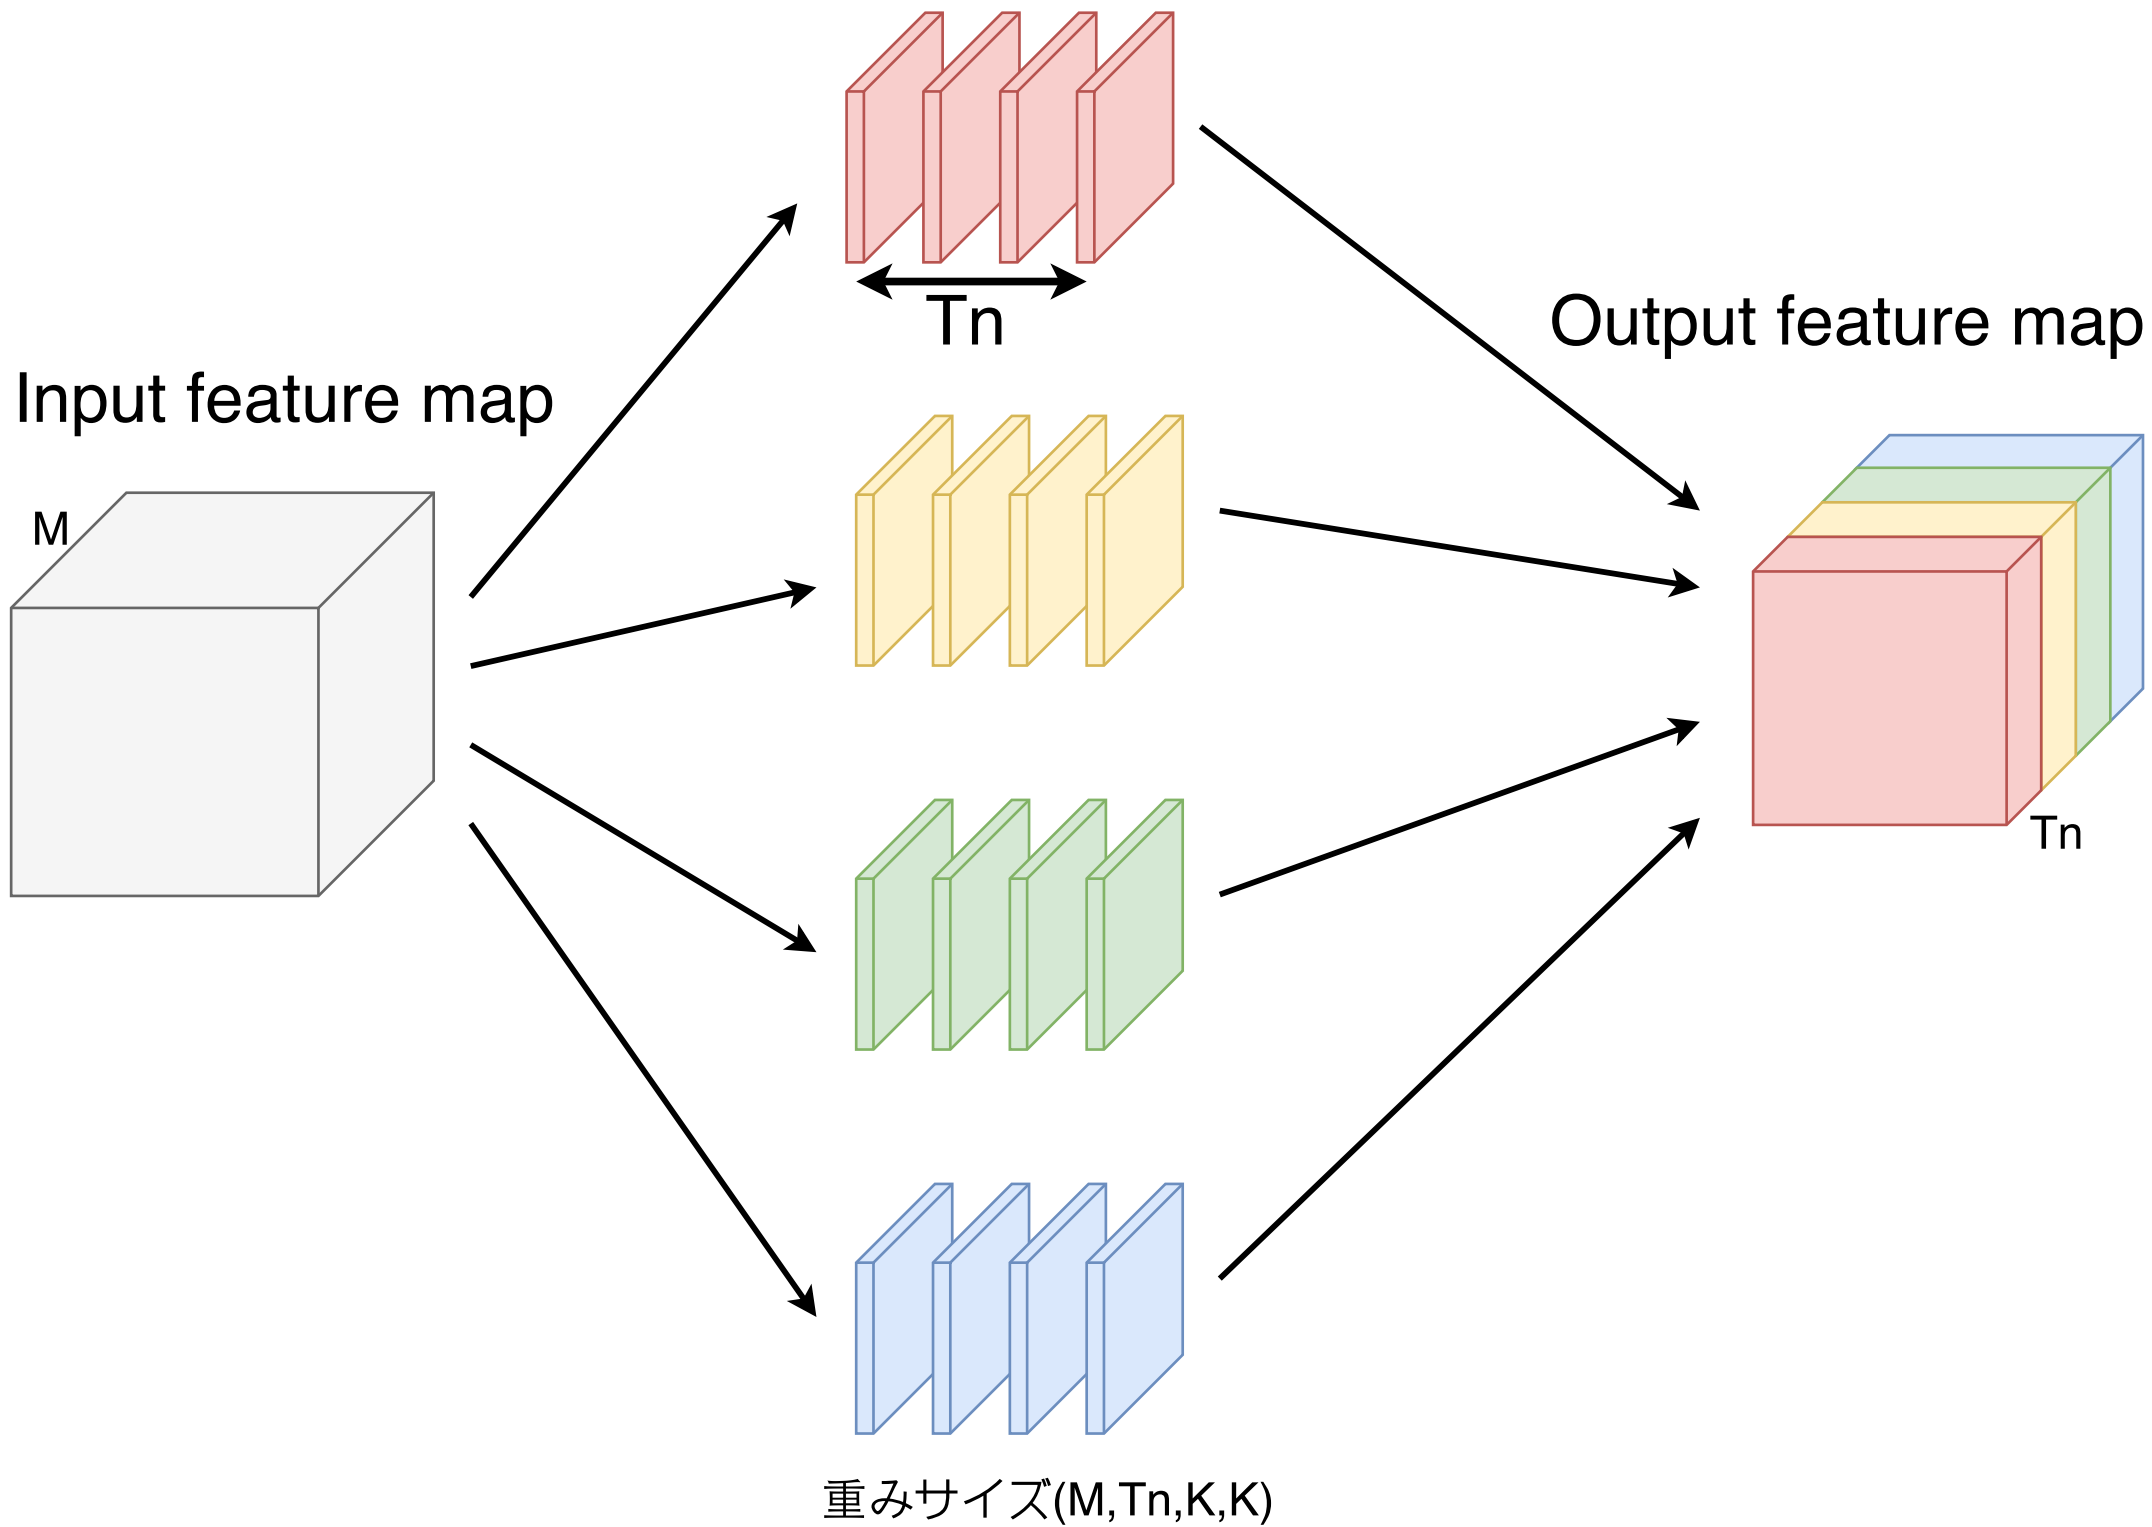 Tn
Output feature map
Input feature map
M
Tn
重みサイズ(M,Tn,K,K)